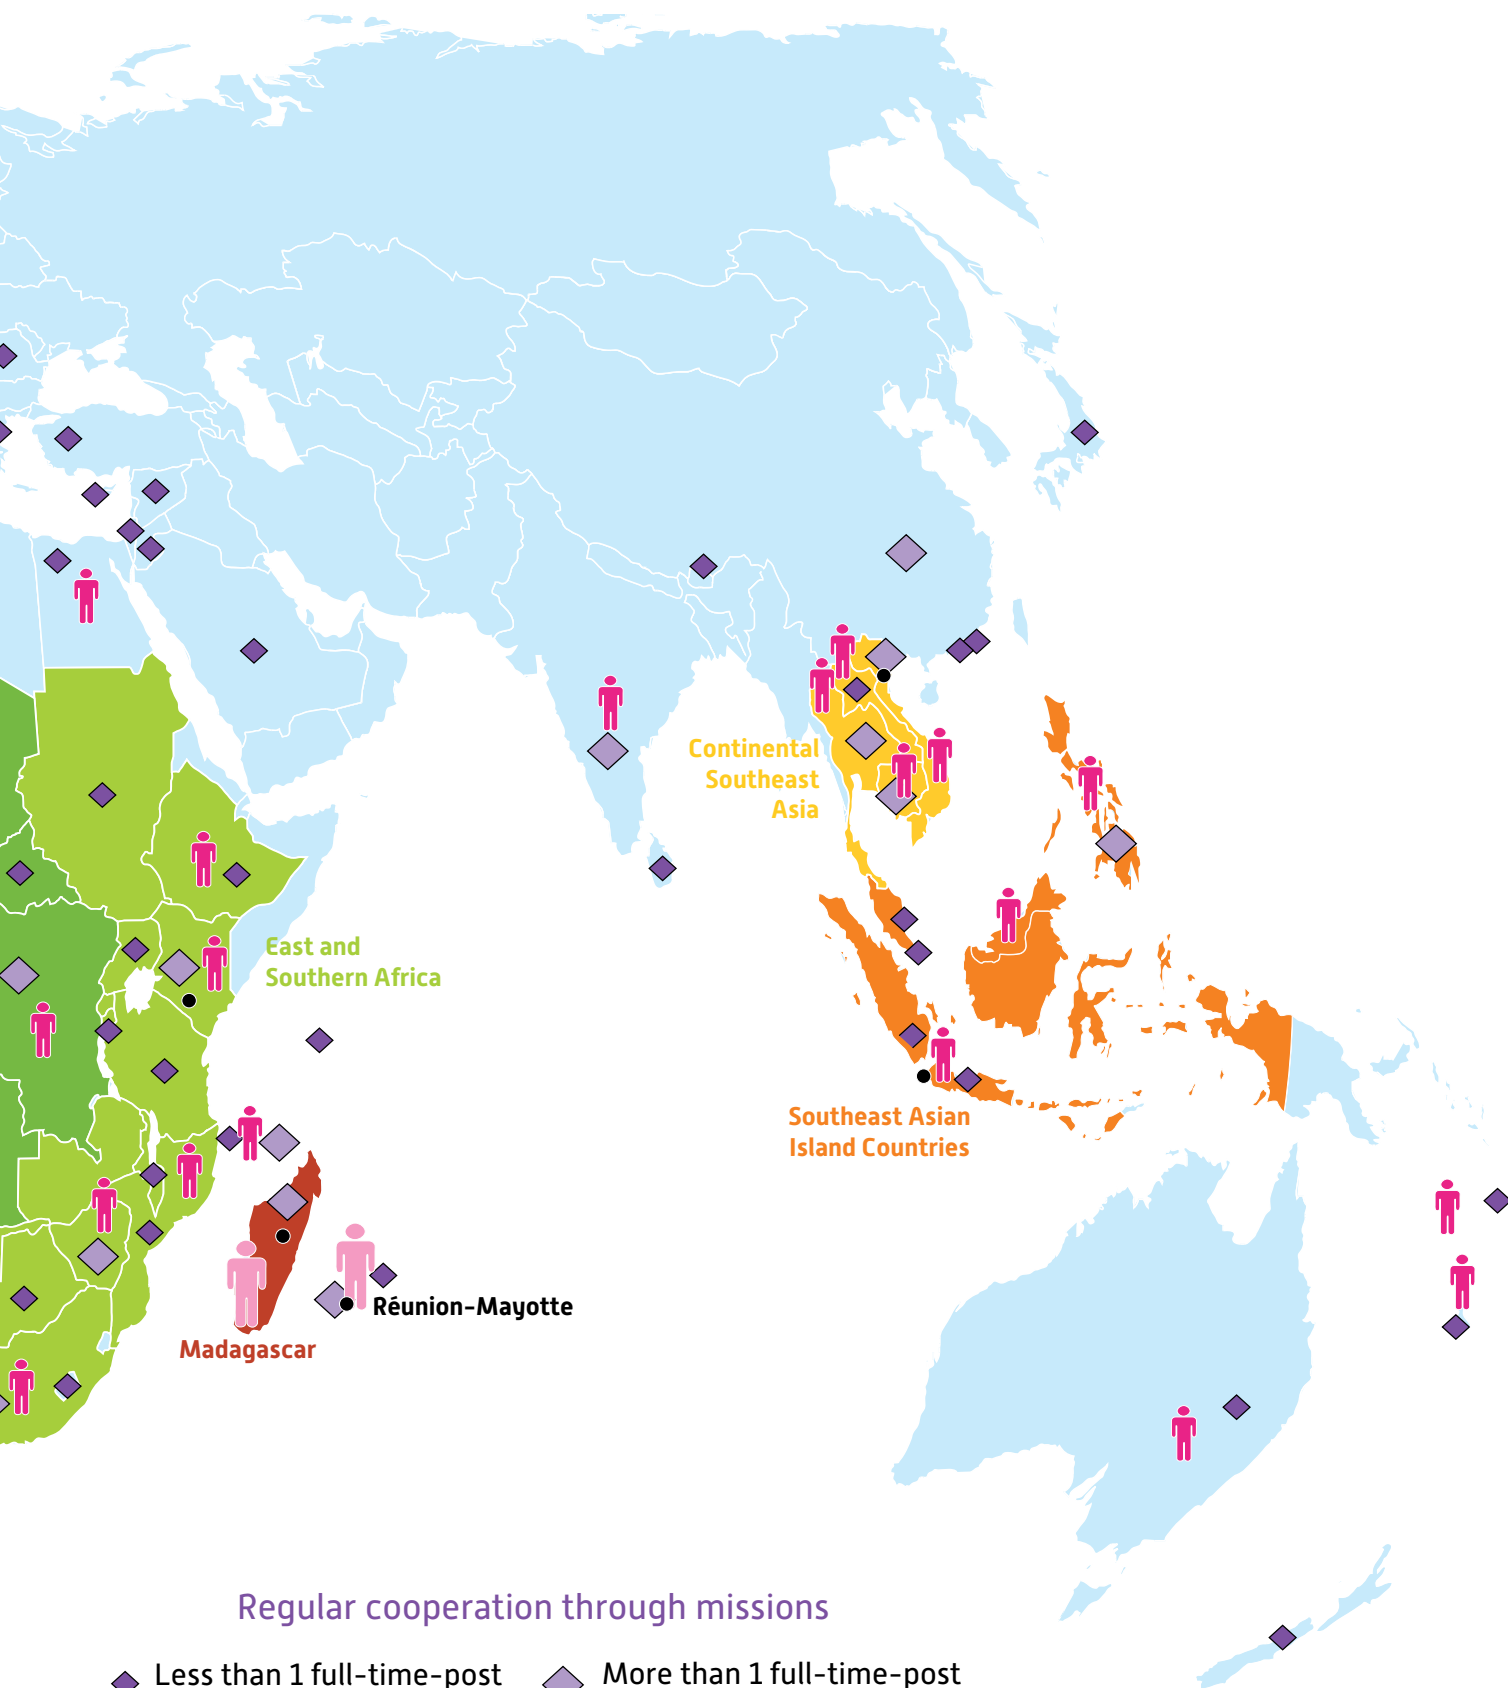 Continental
Southeast
Asia
East and
Southern Africa
Southeast Asian
Island Countries
Réunion-Mayotte
Madagascar
Regular cooperation through missions
Less than 1 full-time-post
More than 1 full-time-post